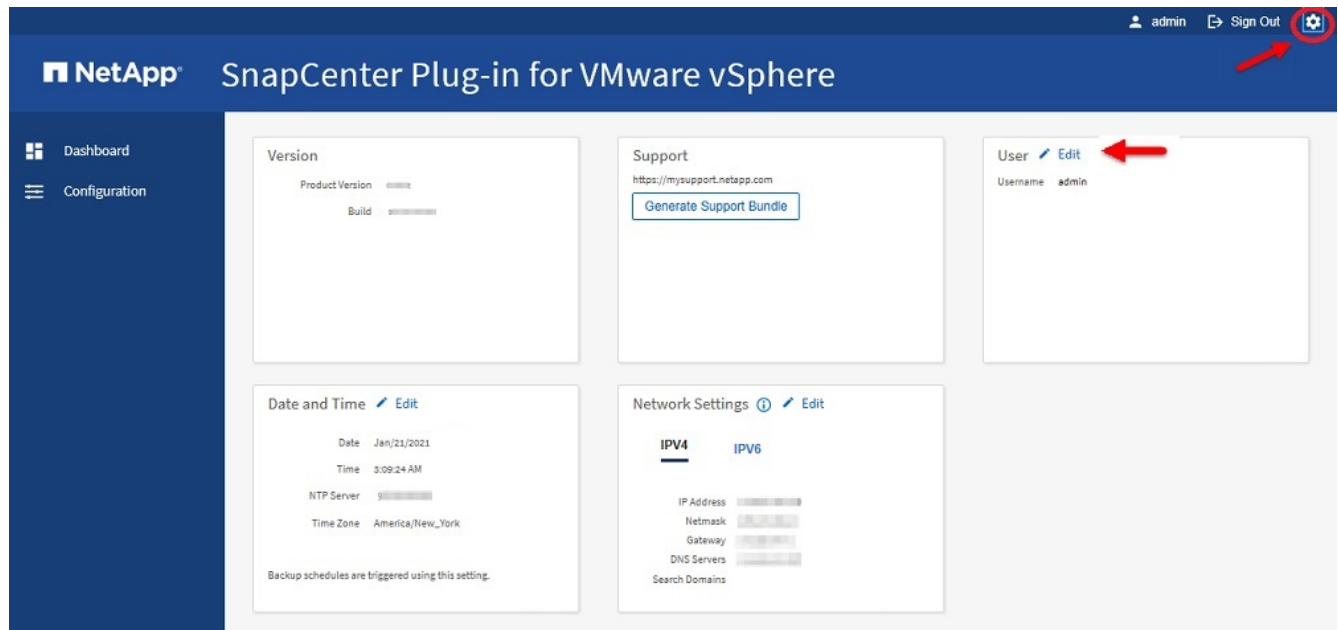 admin Sign Out
NetApp SnapCenter Plug-in for VMware vSphere
Dashboard
Configuration
Version
Product Version
Build
Support
https://mysupport.netapp.com
Generate Support Bundle
User Edit
Username admin
Date and Time Edit
Date Jan/21/2021
Time 3:09:24 AM
NTP Server
Time Zone America/New_York
Backup schedules are triggered using this setting.
Network Settings Edit
IPV4 IPV6
IP Address
Netmask
Gateway
DNS Servers
Search Domains